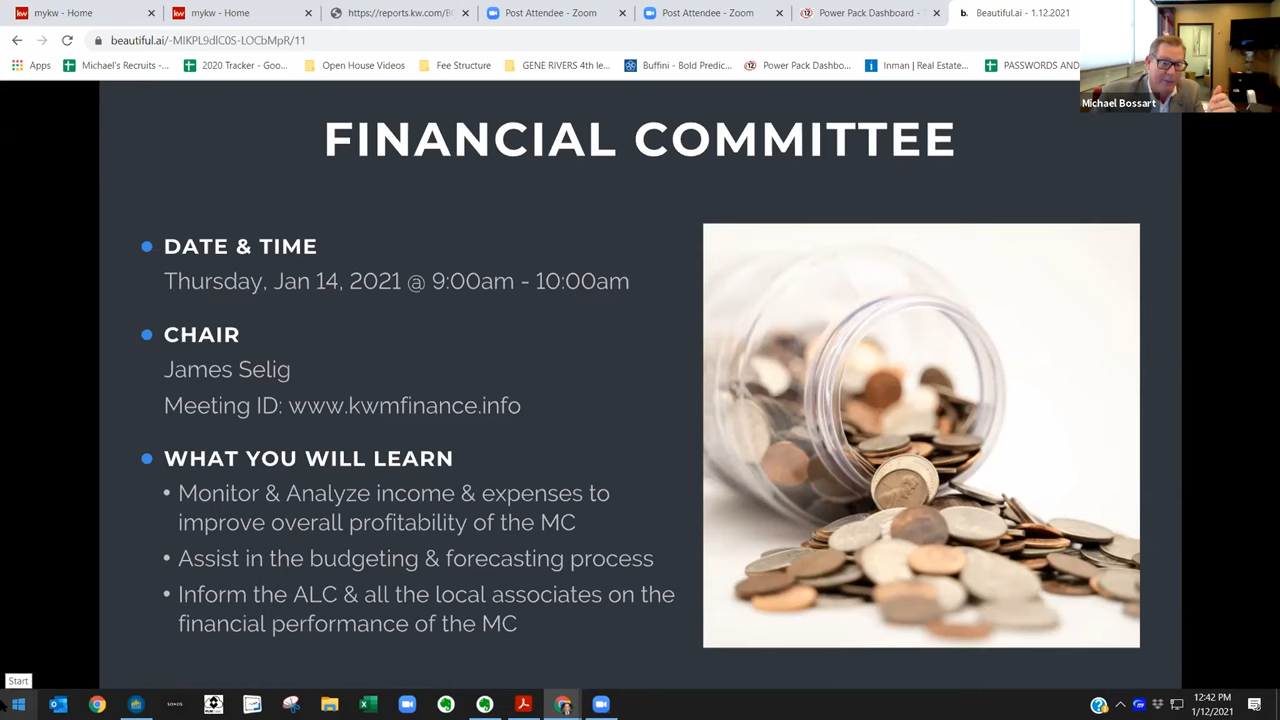 mykw - Home
mykw - Home
https://reports.kw.com/
Post Attendee - Zoom
Post Attendee - Zoom
Power Pack Dashboard -
Beautiful.ai - 1.12.2021
beautiful.ai/-MIKPL9dlC0S-LOCbMpR/11
Apps
Michael's Recruits -...
2020 Tracker - Goo...
Open House Videos
Fee Structure
GENE RIVERS 4th le...
Buffini - Bold Predic...
Power Pack Dashbo...
Inman | Real Estate...
PASSWORDS AND
Michael Bossart
FINANCIAL COMMITTEE
DATE & TIME
Thursday, Jan 14, 2021 @ 9:00am - 10:00am
CHAIR
James Selig
Meeting ID: www.kwmfinance.info
WHAT YOU WILL LEARN
• Monitor & Analyze income & expenses to
improve overall profitability of the MC
• Assist in the budgeting & forecasting process
• Inform the ALC & all the local associates on the
financial performance of the MC
Start
12:42 PM
1/12/2021